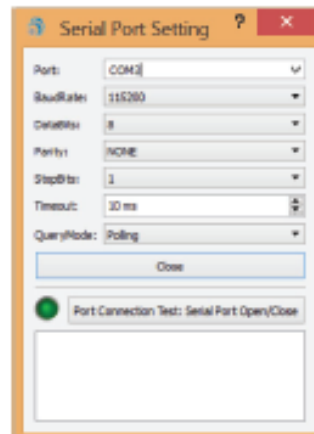 Serial Port Setting ? ×
Port: COM3
BaudRate: 115200
DataBits: 8
Parity: NONE
StopBits: 1
Timeout: 10 ms
QueryMode: Polling
Close
Port Connection Test: Serial Port Open/Close